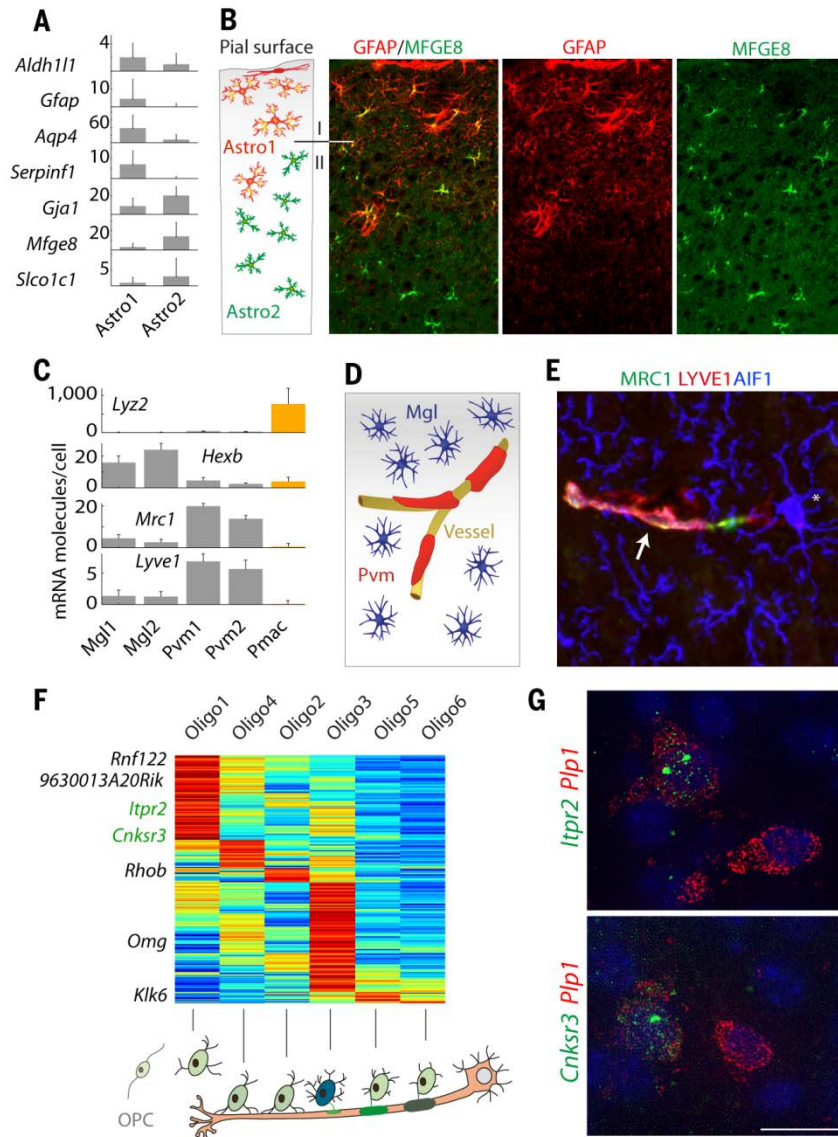 A
4
Aldh1l1
10
Gfap
60
Aqp4
10
Serpinf1
20
Gja1
20
Mfge8
5
Slco1c1
Astro1
Astro2
B
Pial surface
GFAP/MFGE8
GFAP
MFGE8
I
Astro1
II
Astro2
C
mRNA molecules/cell
1,000
Lyz2
0
20
Hexb
0
20
Mrc1
0
5
Lyve1
0
Mgl1
Mgl2
Pvm1
Pvm2
Pmac
D
Mgl
Vessel
Pvm
E
MRC1 LYVE1 AIF1
*
F
Oligo1
Oligo4
Oligo2
Oligo3
Oligo5
Oligo6
Rnf122
9630013A20Rik
Itpr2
Cnksr3
Rhob
Omg
Klk6
OPC
G
Itpr2 Plp1
Cnksr3 Plp1